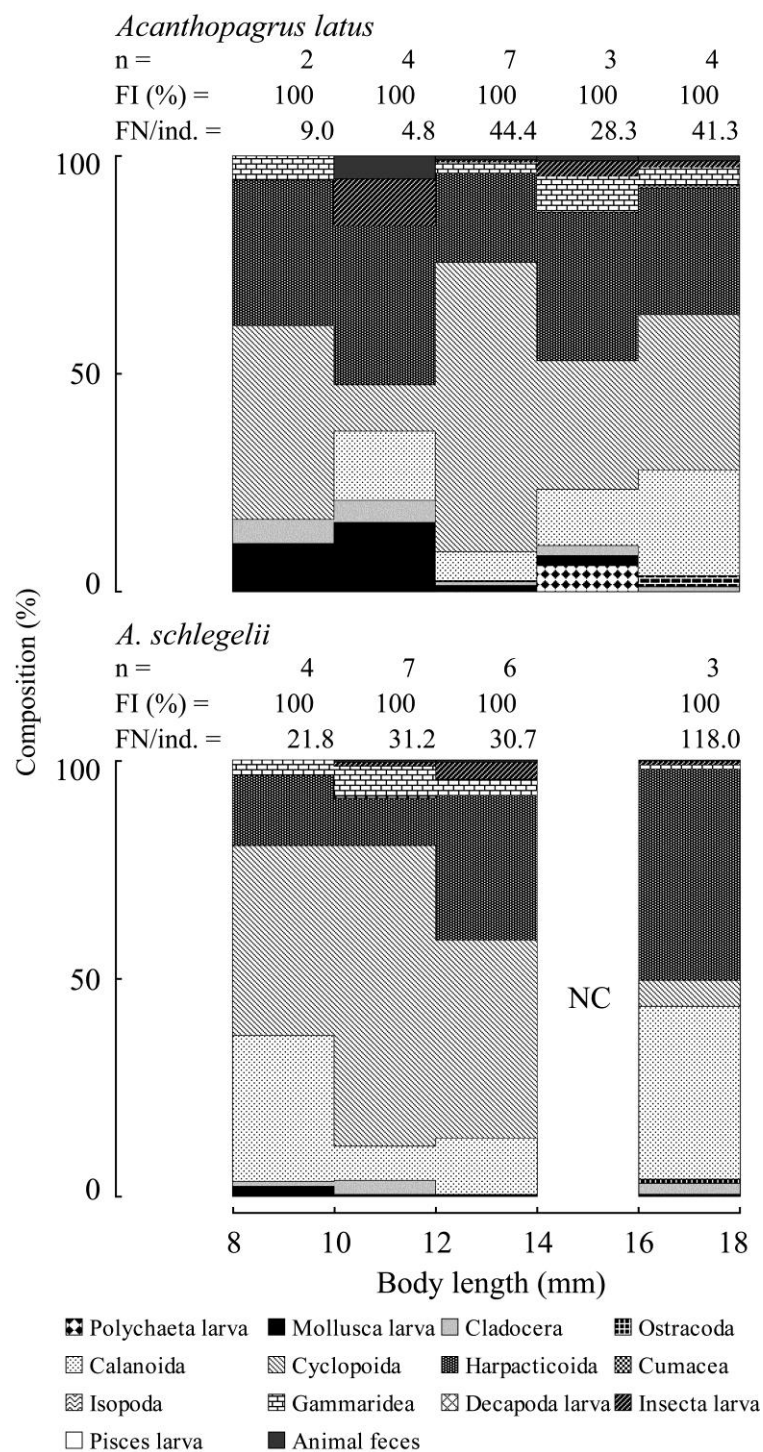 Acanthopagrus latus
n = 2 4 7 3 4
FI (%) = 100 100 100 100 100
FN/ind. = 9.0 4.8 44.4 28.3 41.3
100
50
0
Composition (%)
A. schlegelii
n = 4 7 6 3
FI (%) = 100 100 100 100
FN/ind. = 21.8 31.2 30.7 118.0
100
50
NC
0
8 10 12 14 16 18
Body length (mm)
Polychaeta larva Mollusca larva Cladocera Ostracoda
Calanoida Cyclopoida Harpacticoida Cumacea
Isopoda Gammaridea Decapoda larva Insecta larva
Pisces larva Animal feces